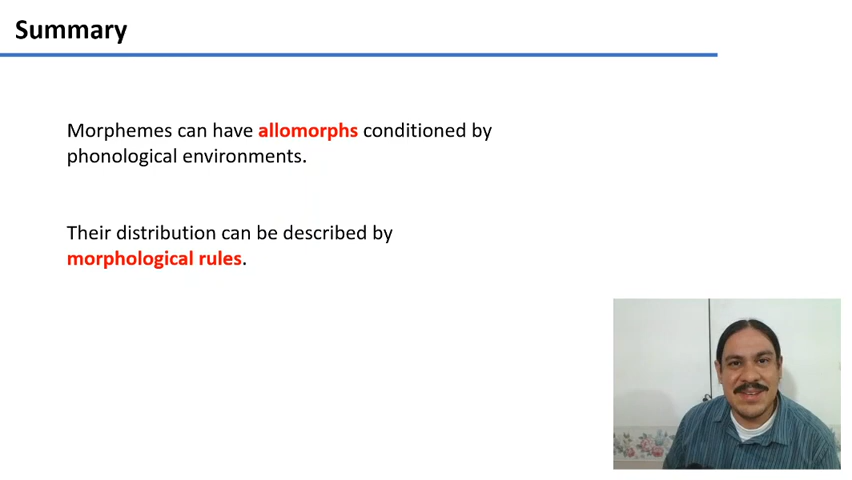 Summary
Morphemes can have allomorphs conditioned by
phonological environments.
Their distribution can be described by
morphological rules.